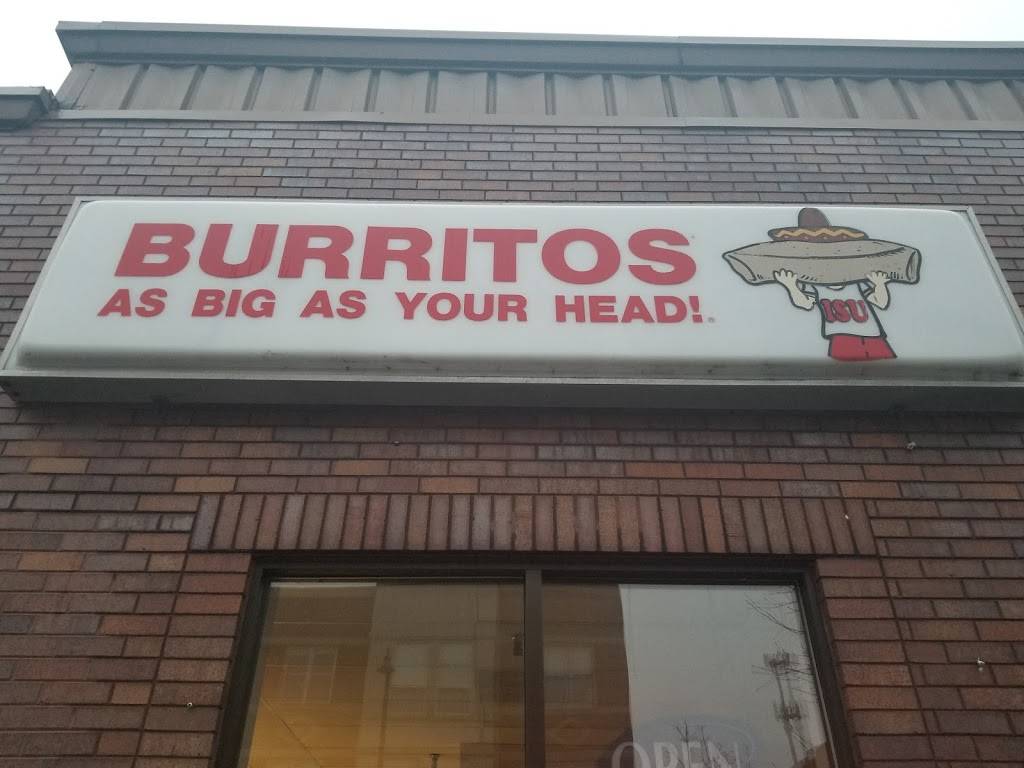 BURRITOS
AS BIG AS YOUR HEAD!
ISU
OPEN